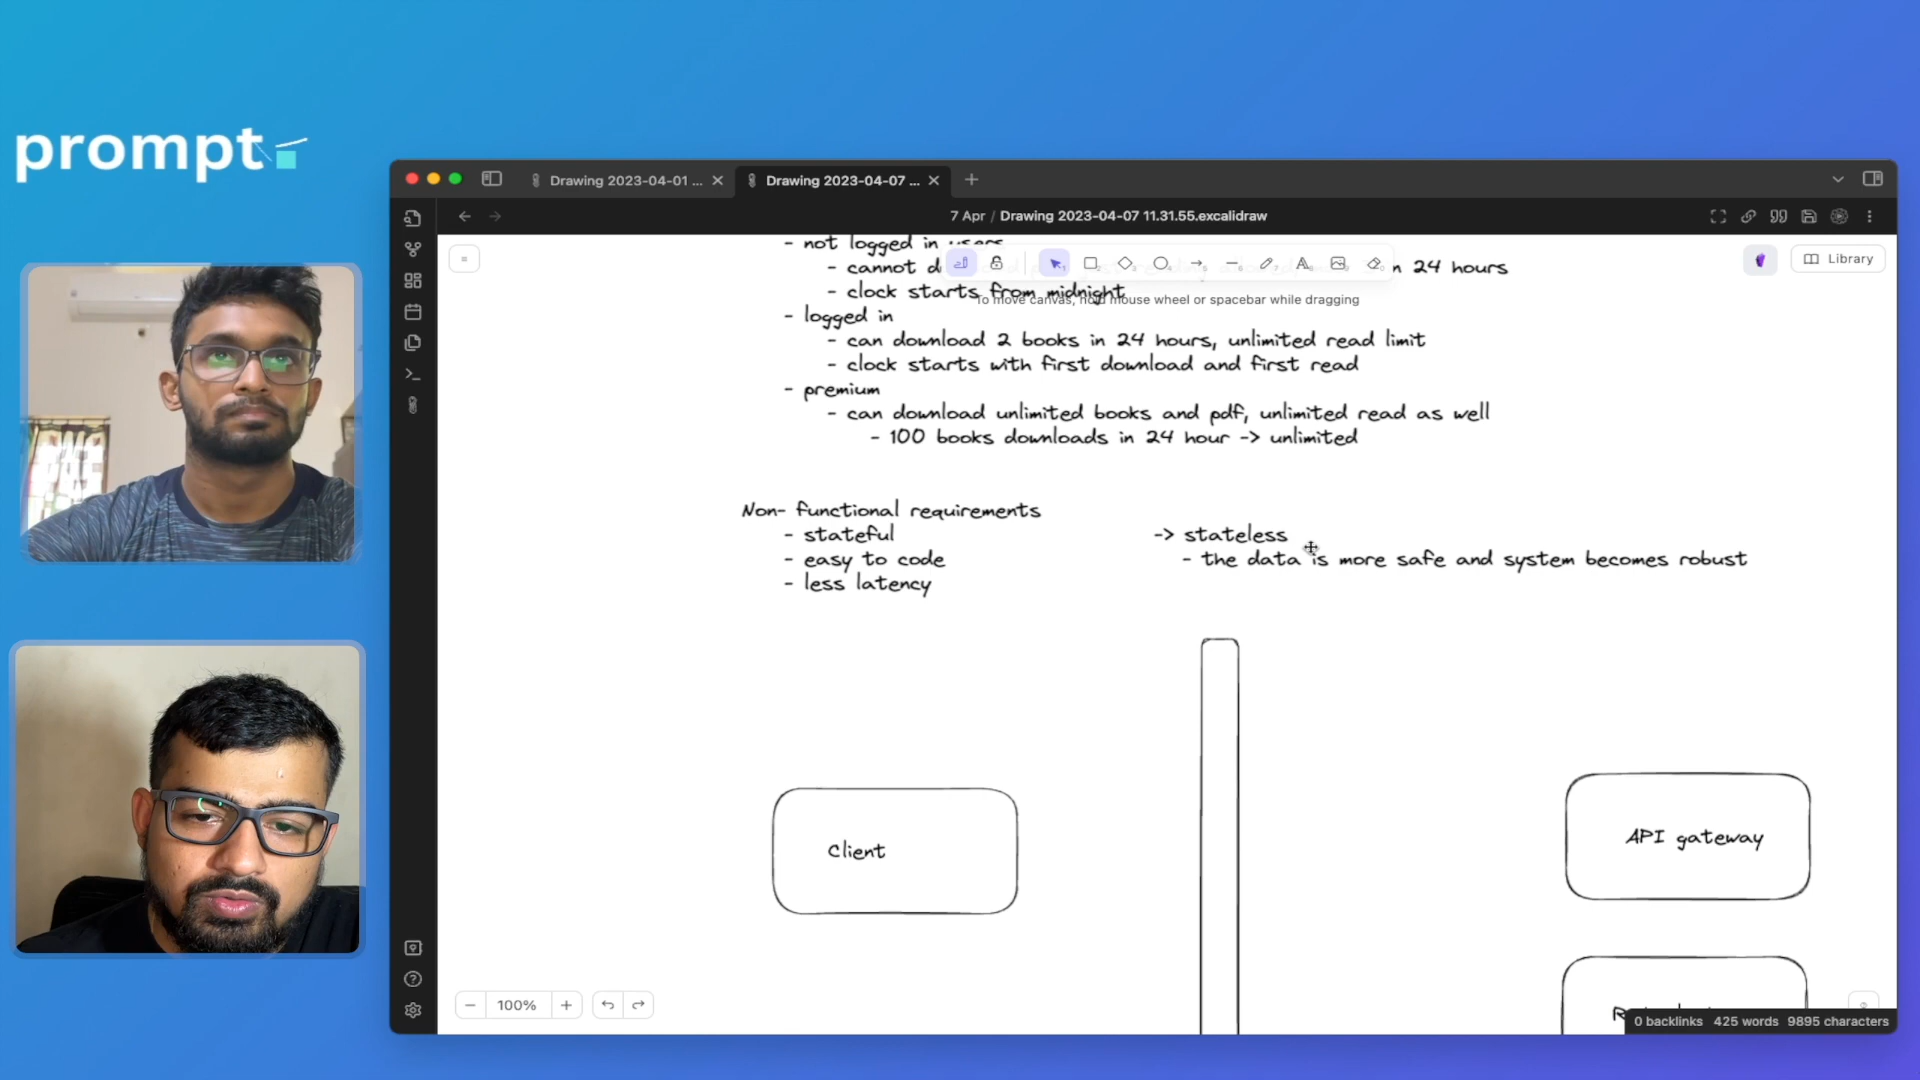 prompt
Drawing 2023-04-01 ...
Drawing 2023-04-07 ...
7 Apr / Drawing 2023-04-07 11.31.55.excalidraw
Library
- not logged in users
- cannot d
n 24 hours
- clock starts from midnight
To move canvas, hold mouse wheel or spacebar while dragging
- logged in
- can download 2 books in 24 hours, unlimited read limit
- clock starts with first download and first read
- premium
- can download unlimited books and pdf, unlimited read as well
- 100 books downloads in 24 hour -> unlimited
Non- functional requirements
- stateful
- easy to code
- less latency
-> stateless
- the data is more safe and system becomes robust
Client
API gateway
100%
0 backlinks 425 words 9895 characters